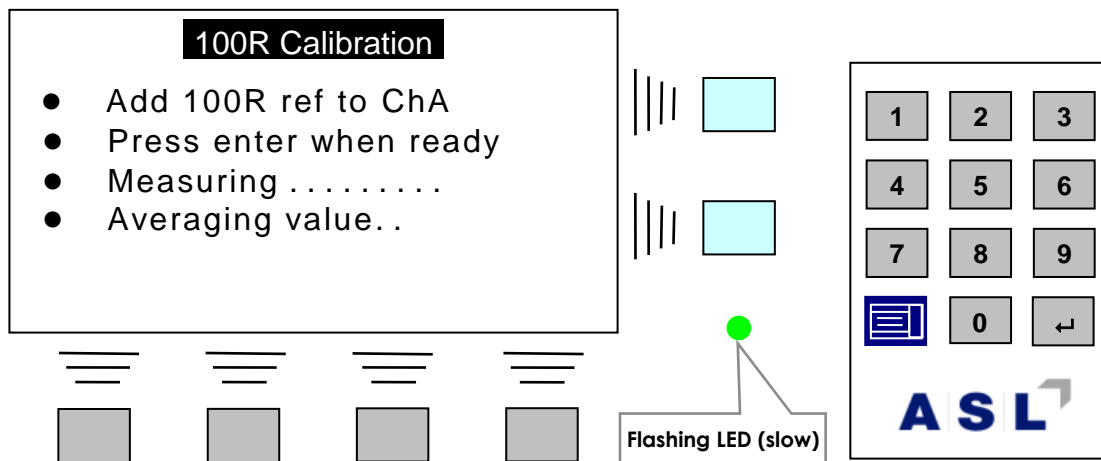 100R Calibration
● Add 100R ref to ChA
● Press enter when ready
● Measuring . . . . . . . . .
● Averaging value. .
1 2 3
4 5 6
7 8 9
0 ↵
Flashing LED (slow)
ASL